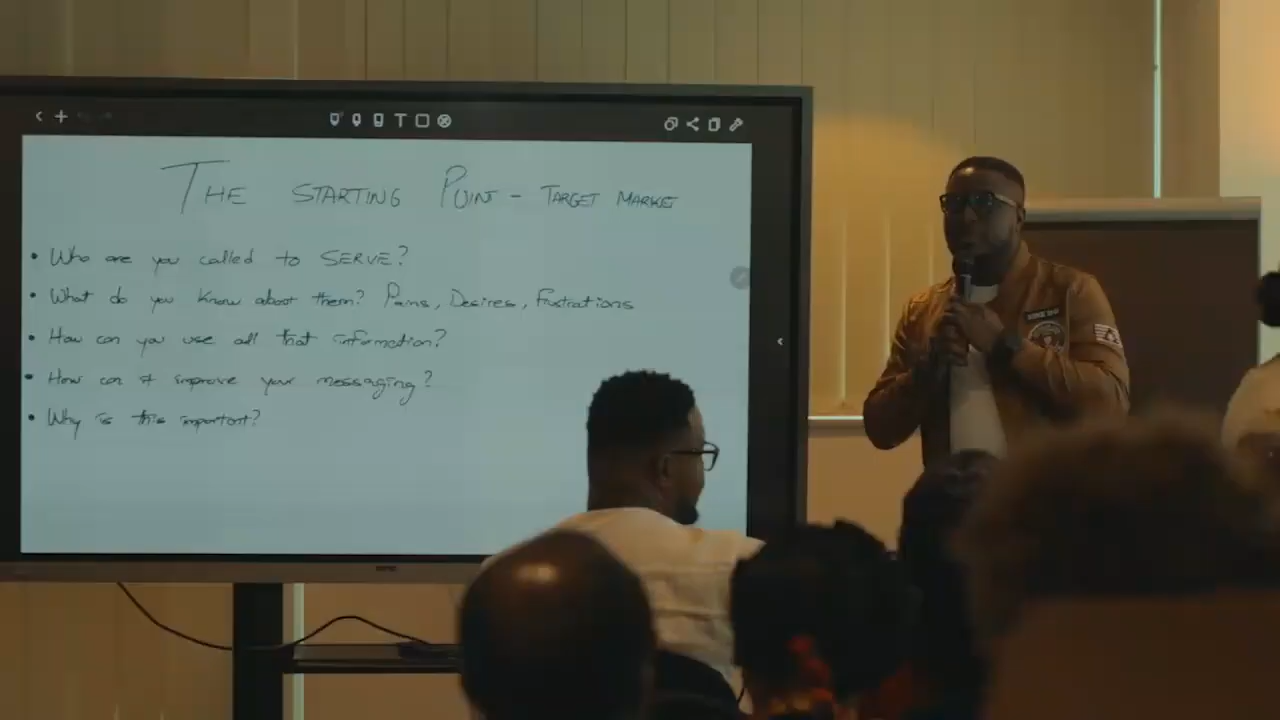 THE STARTING POINT - TARGET MARKET
• Who are you called to SERVE?
• What do you know about them? Pains, Desires, Frustrations
• How can you use all that information?
• How can it improve your messaging?
• Why is this important?